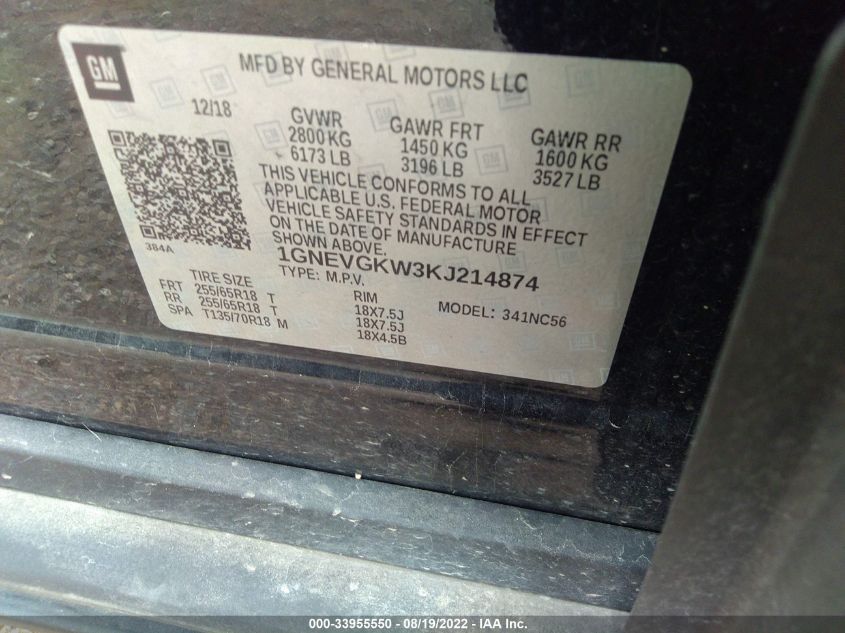 GM
MFD BY GENERAL MOTORS LLC
12/18
GVWR
2800 KG
6173 LB
GAWR FRT
1450 KG
3196 LB
GAWR RR
1600 KG
3527 LB
THIS VEHICLE CONFORMS TO ALL
APPLICABLE U.S. FEDERAL MOTOR
VEHICLE SAFETY STANDARDS IN EFFECT
ON THE DATE OF MANUFACTURE
SHOWN ABOVE.
384A
1GNEVGKW3KJ214874
TYPE: M.P.V.
TIRE SIZE
RIM
FRT 255/65R18 T 18X7.5J
RR 255/65R18 T 18X7.5J
SPA T135/70R18 M 18X4.5B
MODEL: 341NC56
000-33955550 - 08/19/2022 - IAA Inc.